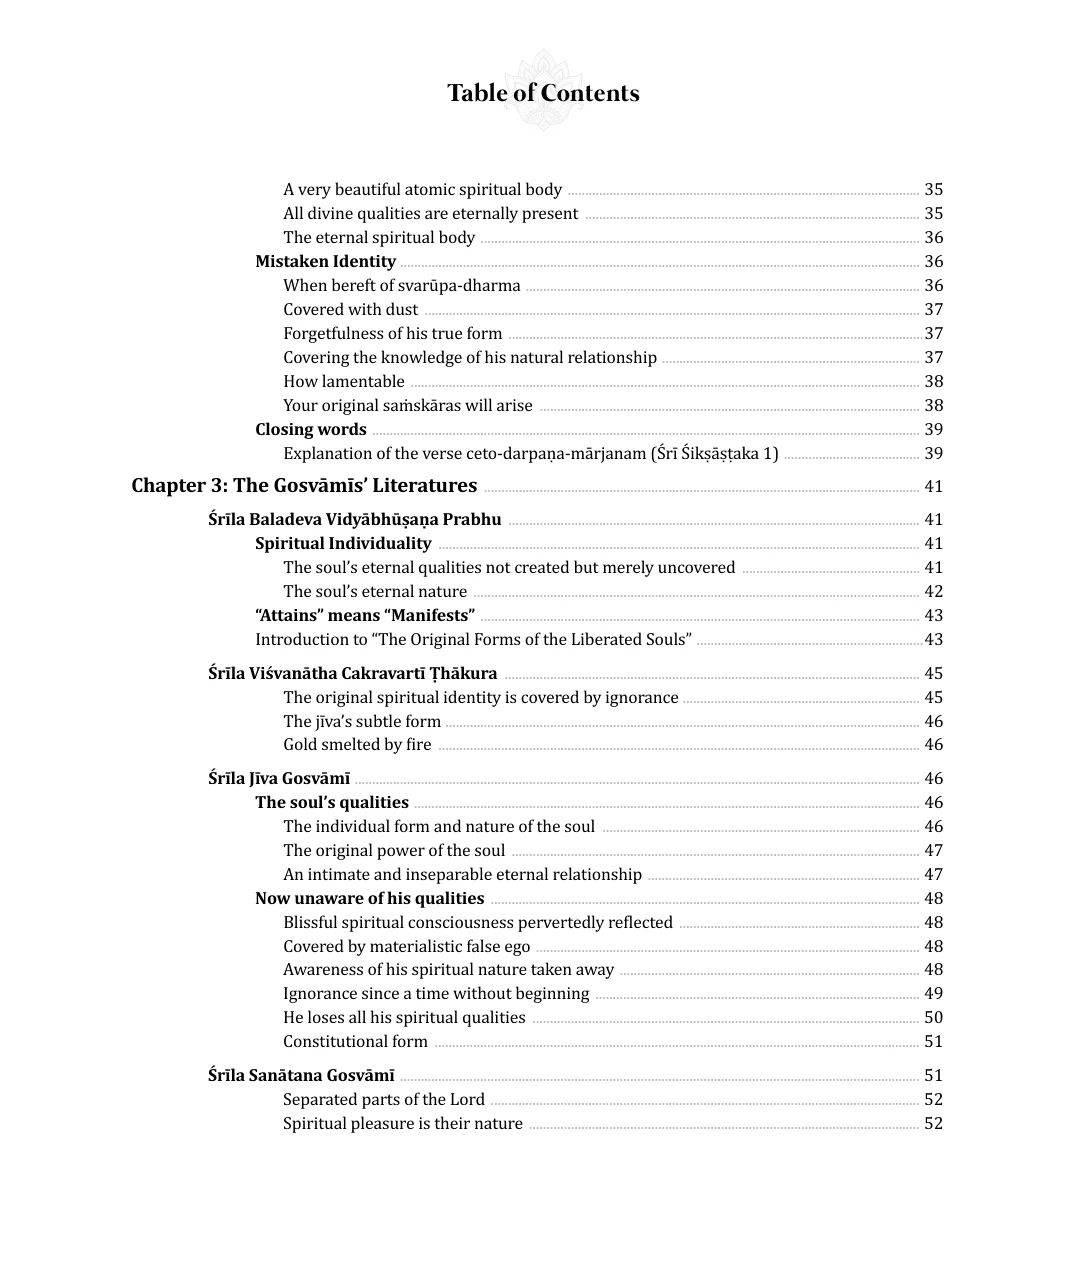 Table of Contents
A very beautiful atomic spiritual body 35
All divine qualities are eternally present 35
The eternal spiritual body 36
Mistaken Identity 36
When bereft of svarūpa-dharma 36
Covered with dust 37
Forgetfulness of his true form 37
Covering the knowledge of his natural relationship 37
How lamentable 38
Your original saṁskāras will arise 38
Closing words 39
Explanation of the verse ceto-darpaṇa-mārjanam (Śrī Śikṣāṣṭaka 1) 39
Chapter 3: The Gosvāmīs’ Literatures 41
Śrīla Baladeva Vidyābhūṣaṇa Prabhu 41
Spiritual Individuality 41
The soul’s eternal qualities not created but merely uncovered 41
The soul’s eternal nature 42
“Attains” means “Manifests” 43
Introduction to “The Original Forms of the Liberated Souls” 43
Śrīla Viśvanātha Cakravartī Ṭhākura 45
The original spiritual identity is covered by ignorance 45
The jīva’s subtle form 46
Gold smelted by fire 46
Śrīla Jīva Gosvāmī 46
The soul’s qualities 46
The individual form and nature of the soul 46
The original power of the soul 47
An intimate and inseparable eternal relationship 47
Now unaware of his qualities 48
Blissful spiritual consciousness pervertedly reflected 48
Covered by materialistic false ego 48
Awareness of his spiritual nature taken away 48
Ignorance since a time without beginning 49
He loses all his spiritual qualities 50
Constitutional form 51
Śrīla Sanātana Gosvāmī 51
Separated parts of the Lord 52
Spiritual pleasure is their nature 52